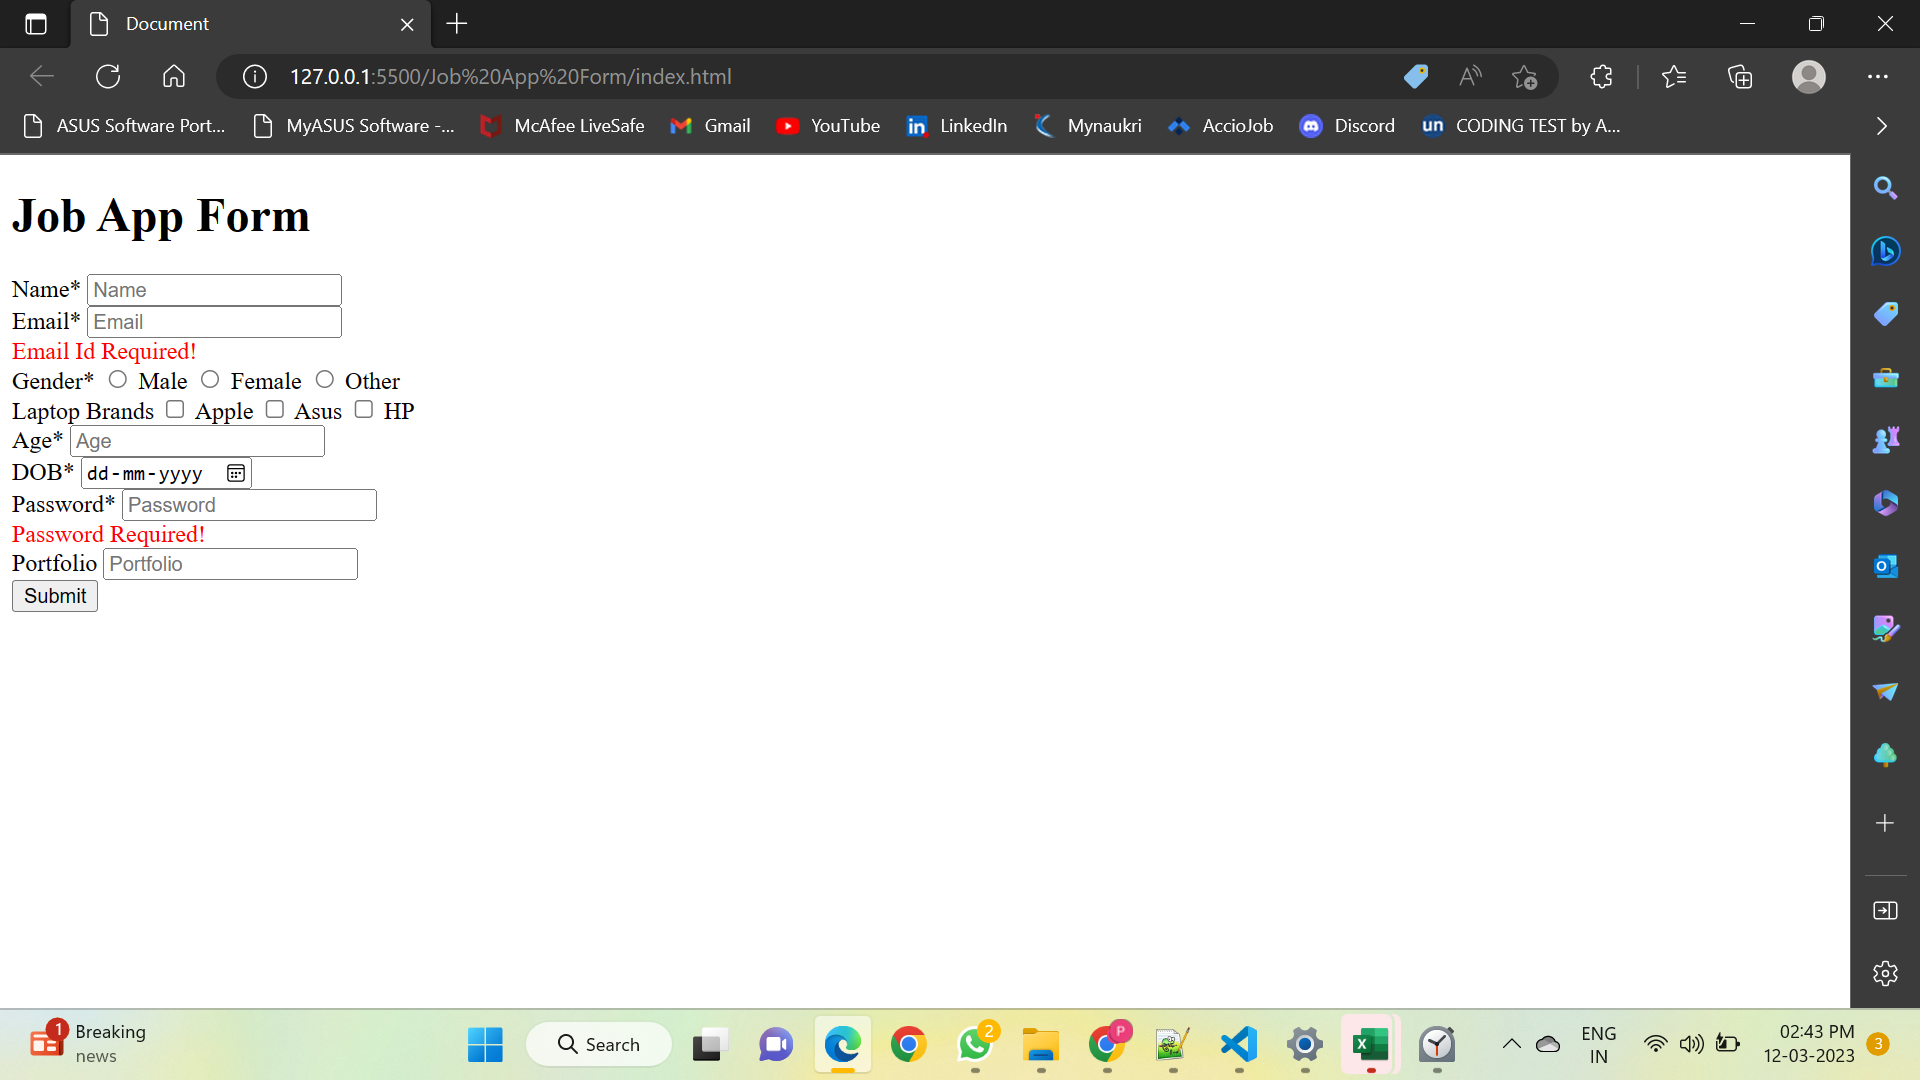 Document
127.0.0.1:5500/Job%20App%20Form/index.html
ASUS Software Port... MyASUS Software -... McAfee LiveSafe Gmail YouTube LinkedIn Mynaukri AccioJob Discord CODING TEST by A...
Job App Form
Name* Name
Email* Email
Email Id Required!
Gender* Male Female Other
Laptop Brands Apple Asus HP
Age* Age
DOB* dd-mm-yyyy
Password* Password
Password Required!
Portfolio Portfolio
Submit
1 Breaking
news
Search
2
P
ENG
IN
02:43 PM
12-03-2023
3